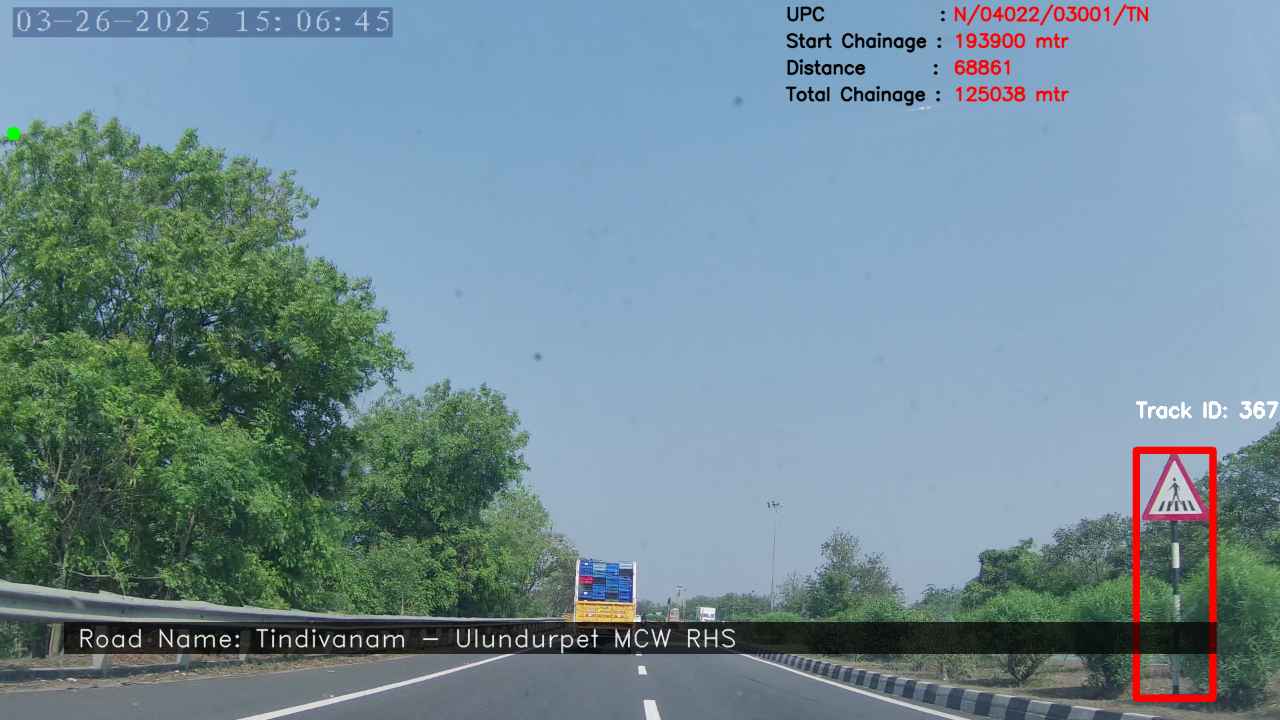 03-26-2025 15:06:45
UPC : N/04022/03001/TN
Start Chainage : 193900 mtr
Distance : 68861
Total Chainage : 125038 mtr
Track ID: 367
Road Name: Tindivanam - Ulundurpet MCW RHS